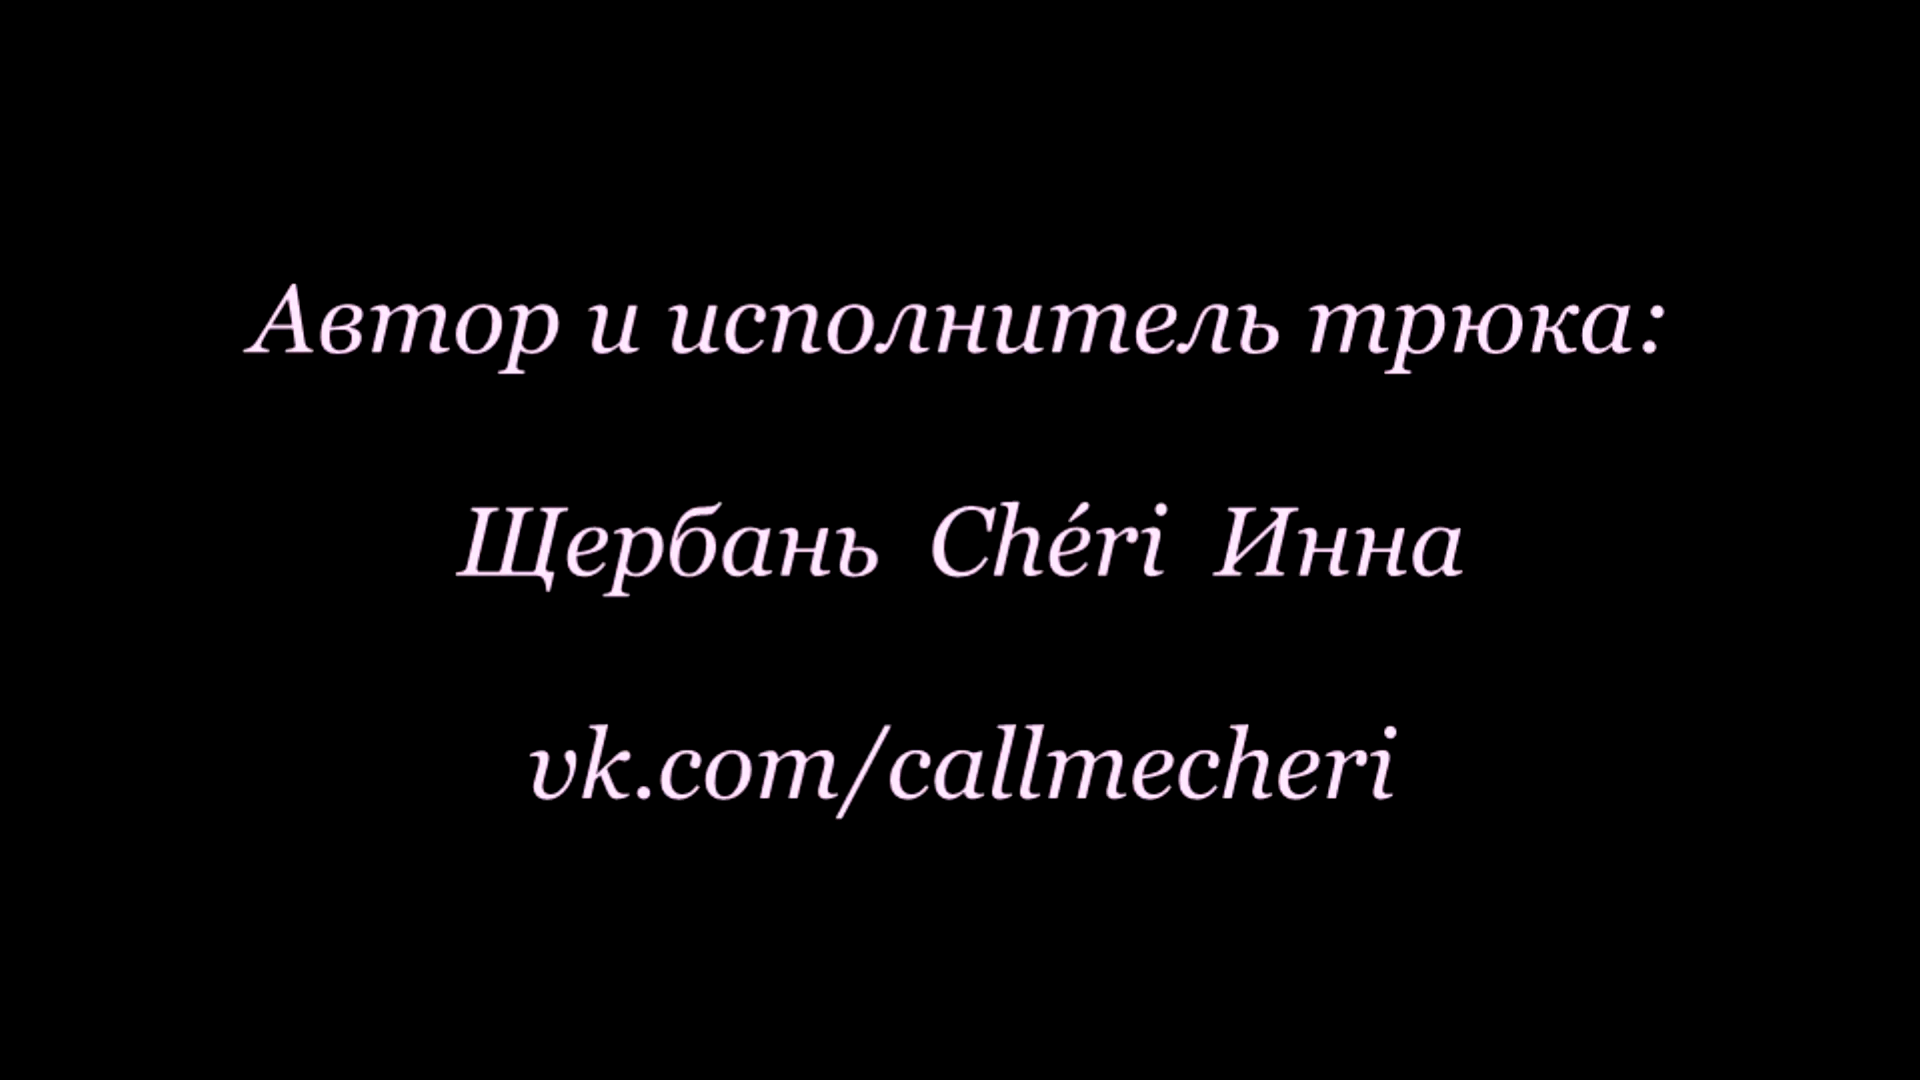 Автор и исполнитель трюка:
Щербань Chéri Инна
vk.com/callmecheri